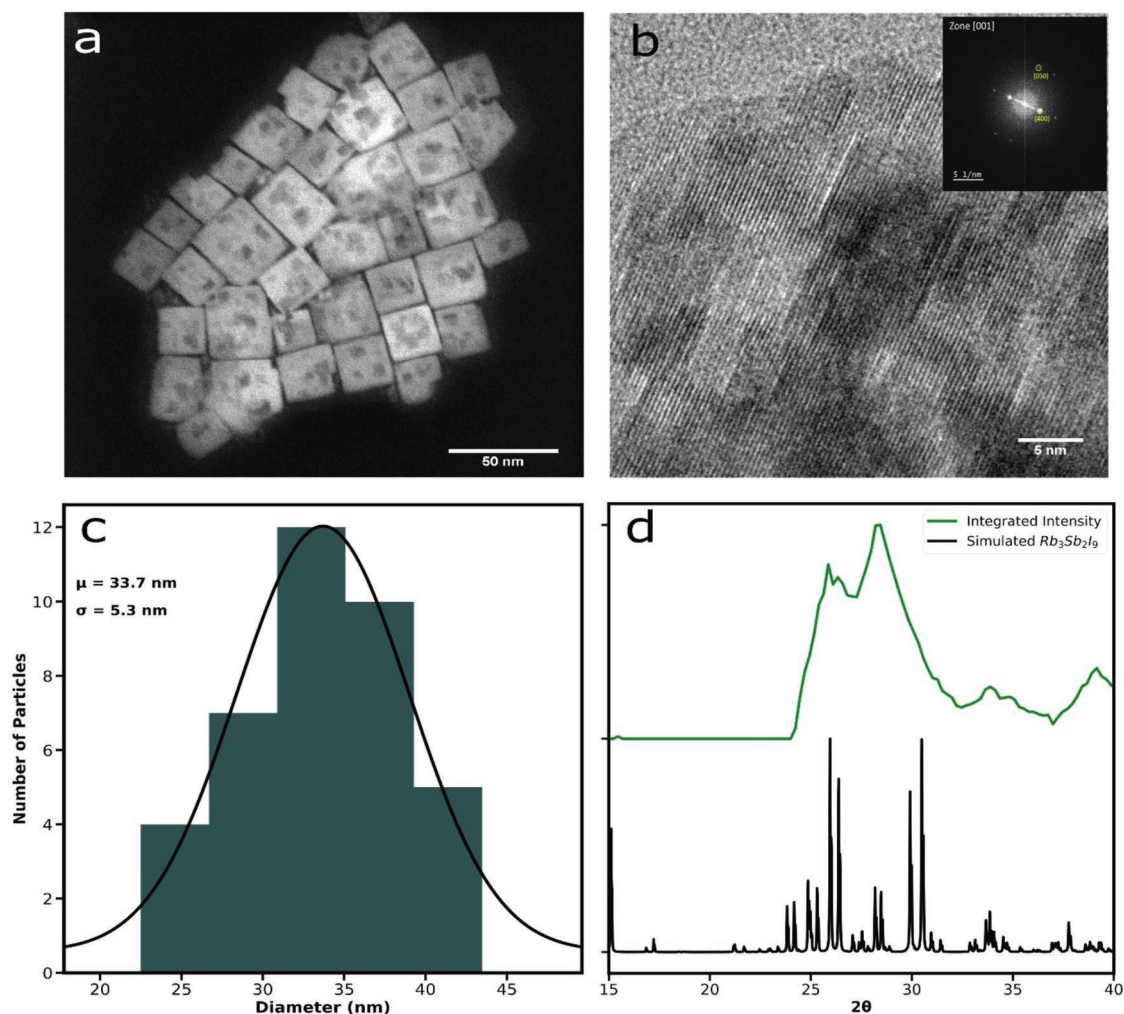 a
50 nm
b
Zone [001]
[050]
[400]
5 1/nm
5 nm
c
μ = 33.7 nm
σ = 5.3 nm
Number of Particles
12
10
8
6
4
2
0
20 25 30 35 40 45
Diameter (nm)
d
Integrated Intensity
Simulated Rb₃Sb₂I₉
15 20 25 30 35 40
2θ